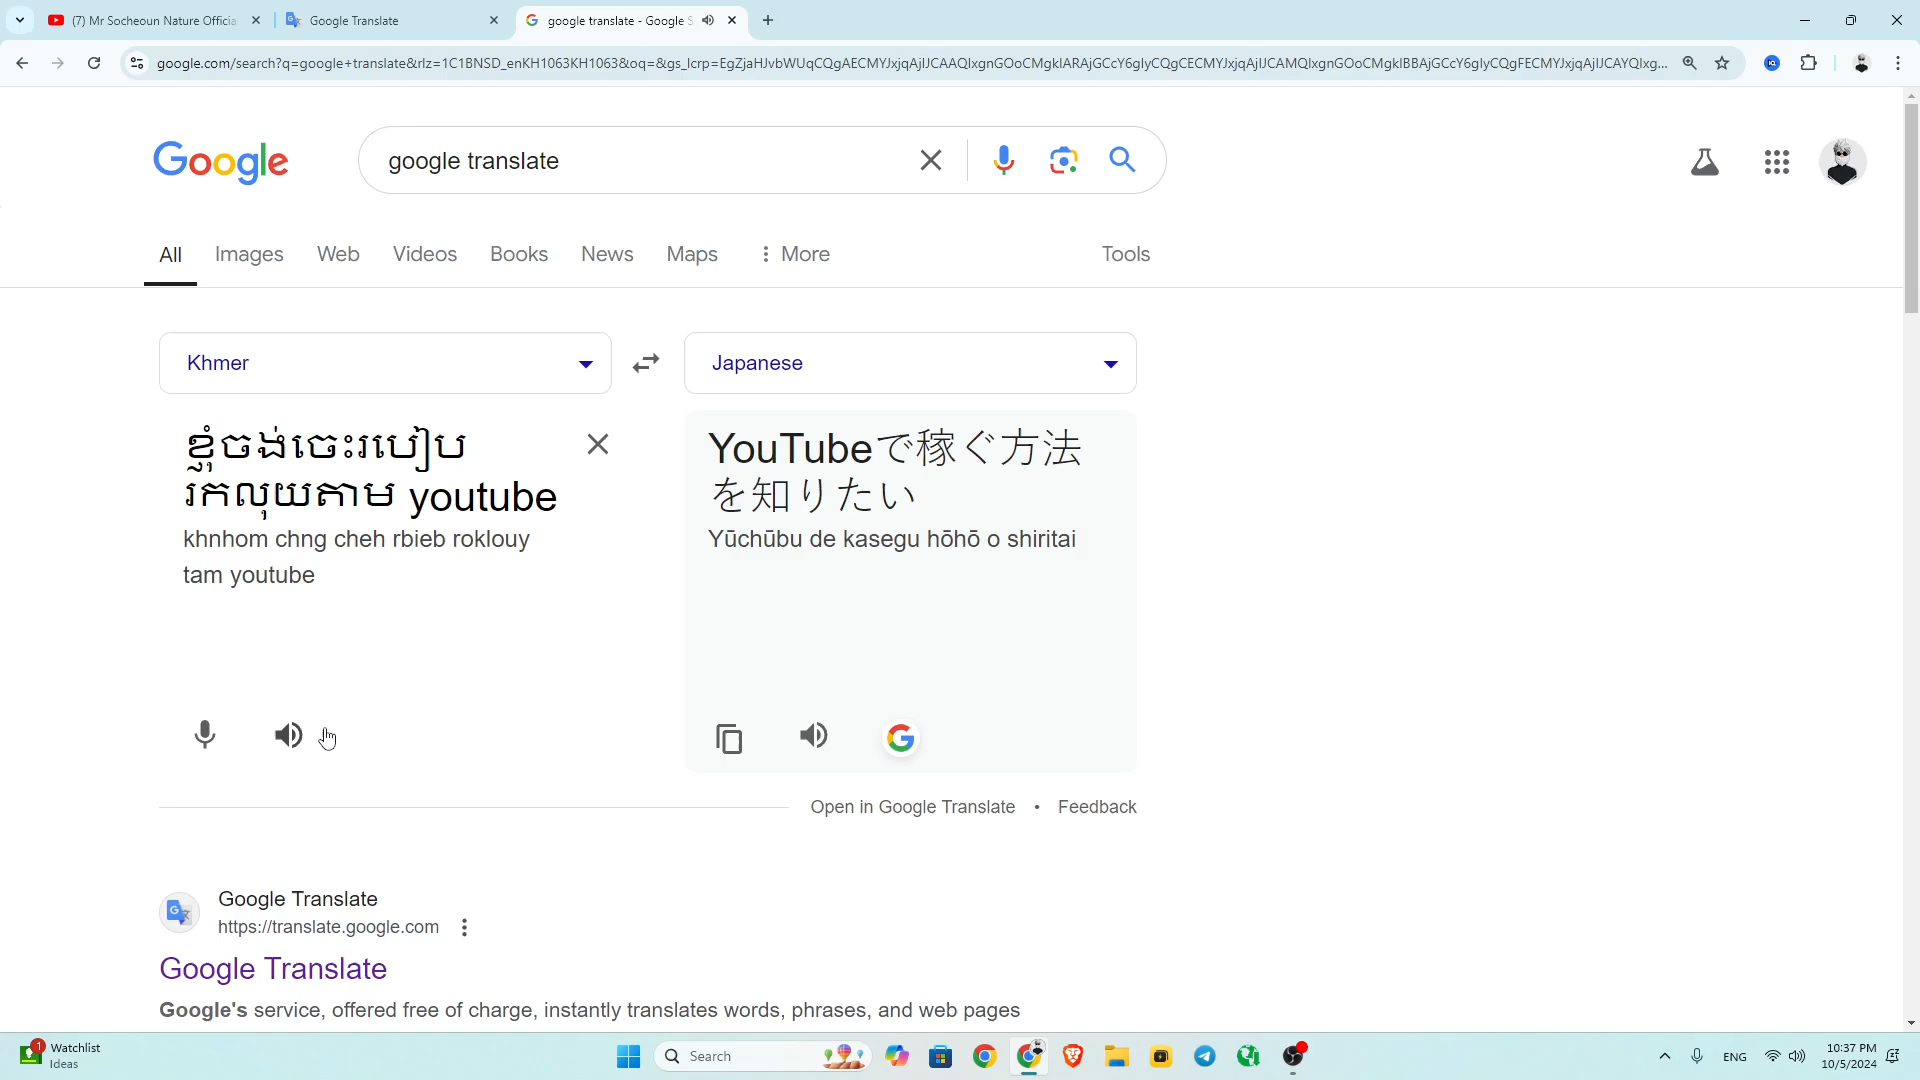 (7) Mr Socheoun Nature Officia
Google Translate
google translate - Google S
google.com/search?q=google+translate&rlz=1C1BNSD_enKH1063KH1063&oq=&gs_lcrp=
Google
google translate
All
Images
Web
Videos
Books
News
Maps
More
Tools
Khmer
Japanese
ខ្ញុំចង់ចេះរបៀប
រកលុយតាម youtube
khnhom chng cheh rbieb roklouy
tam youtube
YouTubeで稼ぐ方法
を知りたい
Yūchūbu de kasegu hōhō o shiritai
Open in Google Translate • Feedback
Google Translate
https://translate.google.com
Google Translate
Google's service, offered free of charge, instantly translates words, phrases, and web pages
1
Watchlist
Ideas
Search
ENG
10:37 PM
10/5/2024